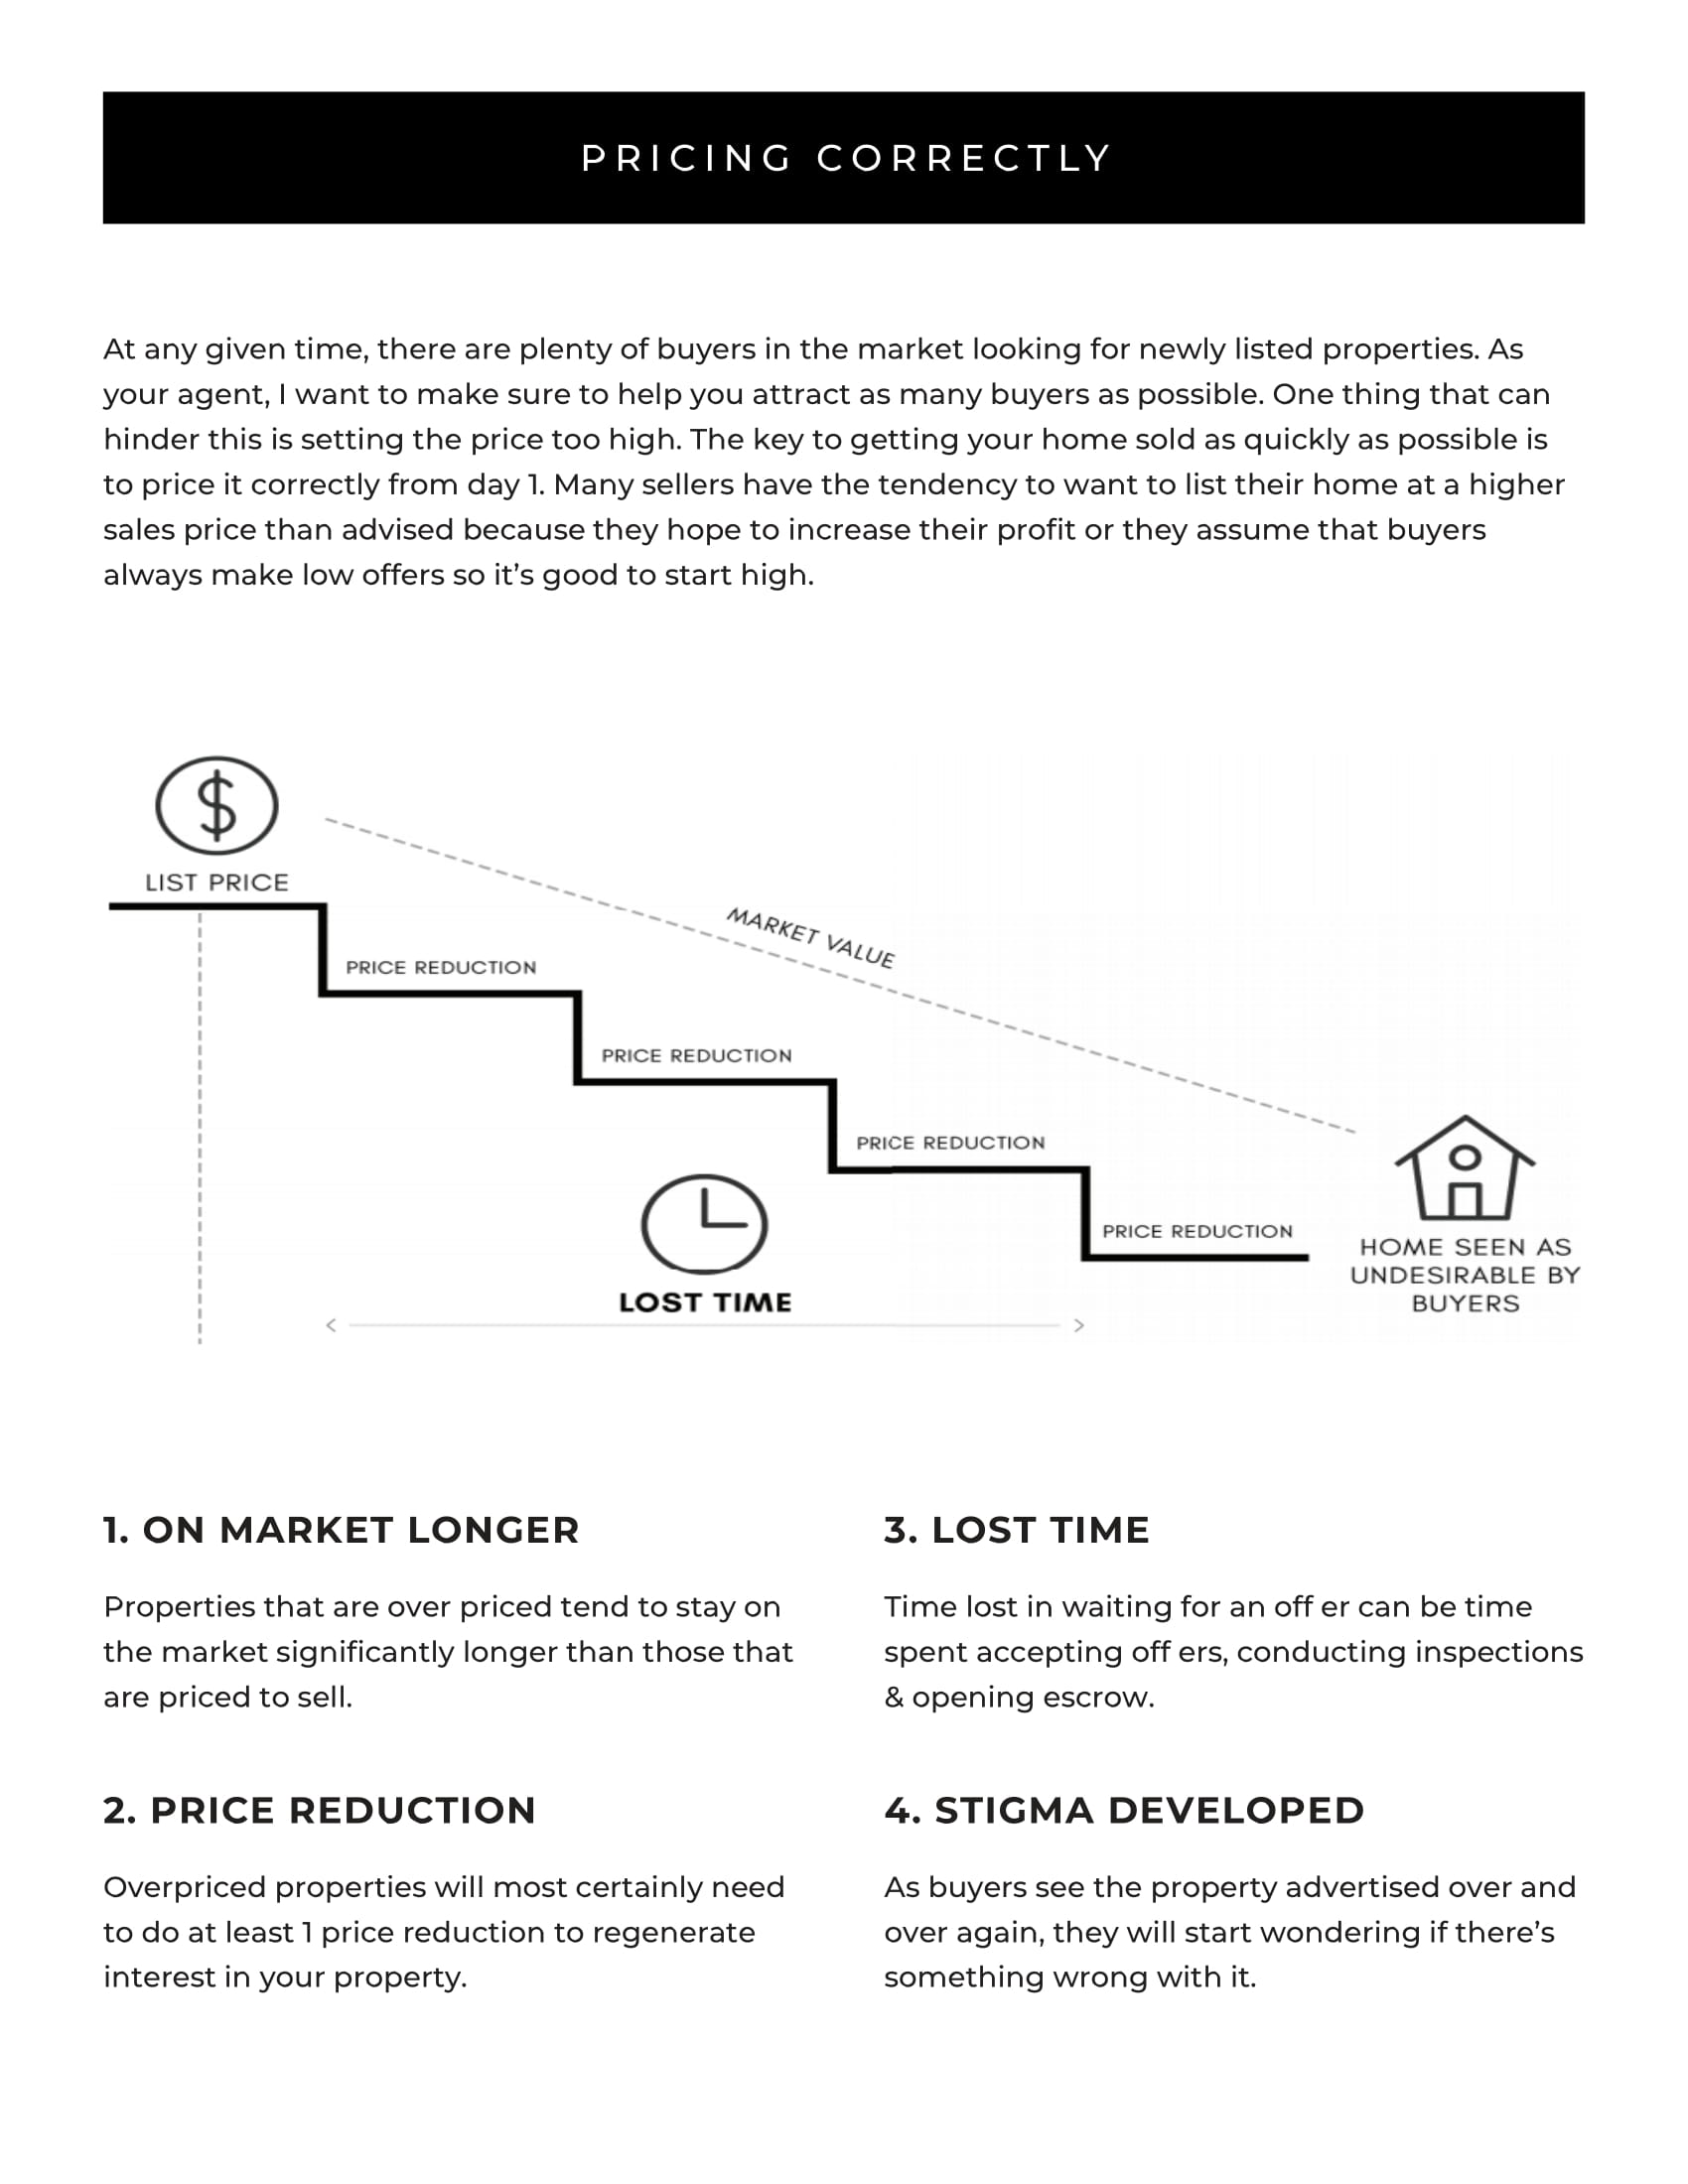 PRICING CORRECTLY
At any given time, there are plenty of buyers in the market looking for newly listed properties. As
your agent, I want to make sure to help you attract as many buyers as possible. One thing that can
hinder this is setting the price too high. The key to getting your home sold as quickly as possible is
to price it correctly from day 1. Many sellers have the tendency to want to list their home at a higher
sales price than advised because they hope to increase their profit or they assume that buyers
always make low offers so it’s good to start high.
$
LIST PRICE
MARKET VALUE
PRICE REDUCTION
PRICE REDUCTION
PRICE REDUCTION
PRICE REDUCTION
HOME SEEN AS
UNDESIRABLE BY
BUYERS
LOST TIME
1. ON MARKET LONGER
Properties that are over priced tend to stay on
the market significantly longer than those that
are priced to sell.
2. PRICE REDUCTION
Overpriced properties will most certainly need
to do at least 1 price reduction to regenerate
interest in your property.
3. LOST TIME
Time lost in waiting for an off er can be time
spent accepting off ers, conducting inspections
& opening escrow.
4. STIGMA DEVELOPED
As buyers see the property advertised over and
over again, they will start wondering if there’s
something wrong with it.